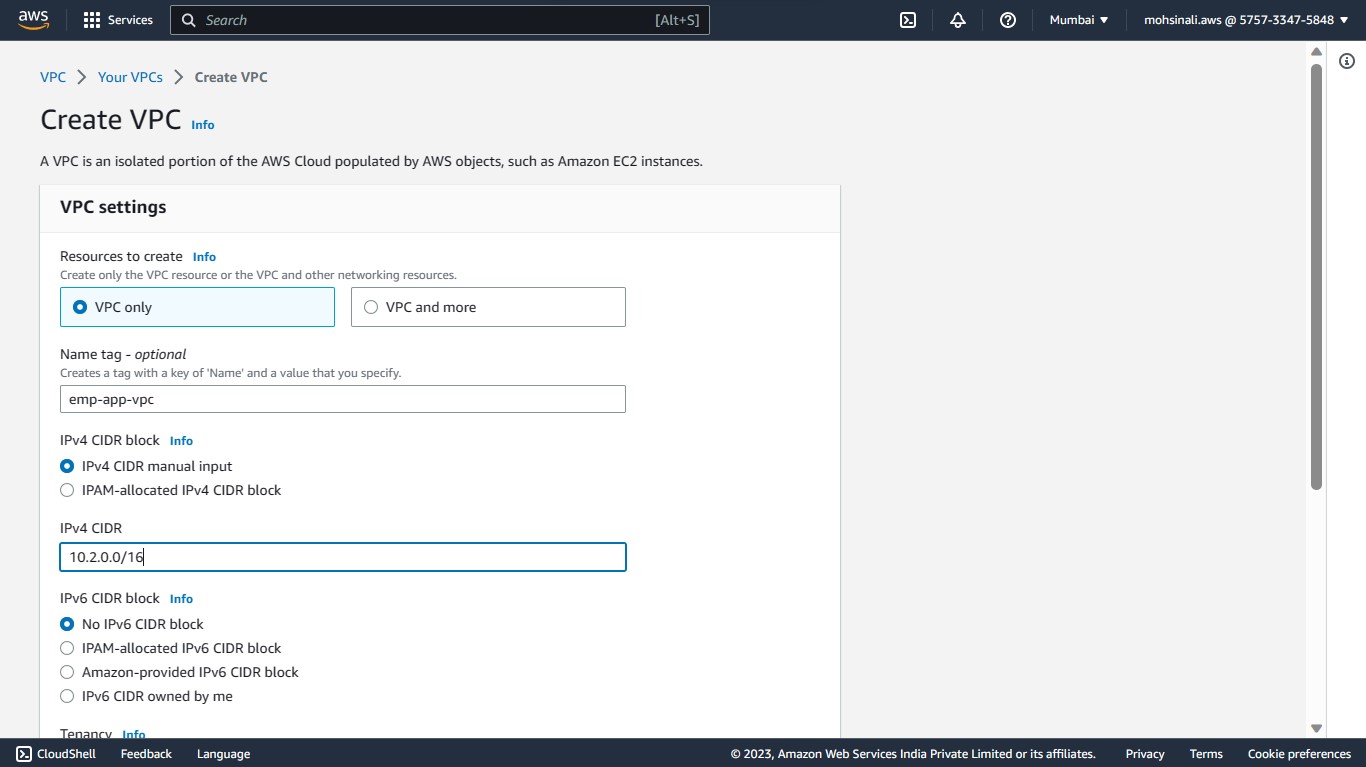 aws Services Search [Alt+S] Mumbai mohsinali.aws @ 5757-3347-5848
VPC Your VPCs Create VPC
Create VPC Info
A VPC is an isolated portion of the AWS Cloud populated by AWS objects, such as Amazon EC2 instances.
VPC settings
Resources to create Info
Create only the VPC resource or the VPC and other networking resources.
VPC only VPC and more
Name tag - optional
Creates a tag with a key of 'Name' and a value that you specify.
emp-app-vpc
IPv4 CIDR block Info
IPv4 CIDR manual input
IPAM-allocated IPv4 CIDR block
IPv4 CIDR
10.2.0.0/16
IPv6 CIDR block Info
No IPv6 CIDR block
IPAM-allocated IPv6 CIDR block
Amazon-provided IPv6 CIDR block
IPv6 CIDR owned by me
Tenancy Info
CloudShell Feedback Language © 2023, Amazon Web Services India Private Limited or its affiliates. Privacy Terms Cookie preferences